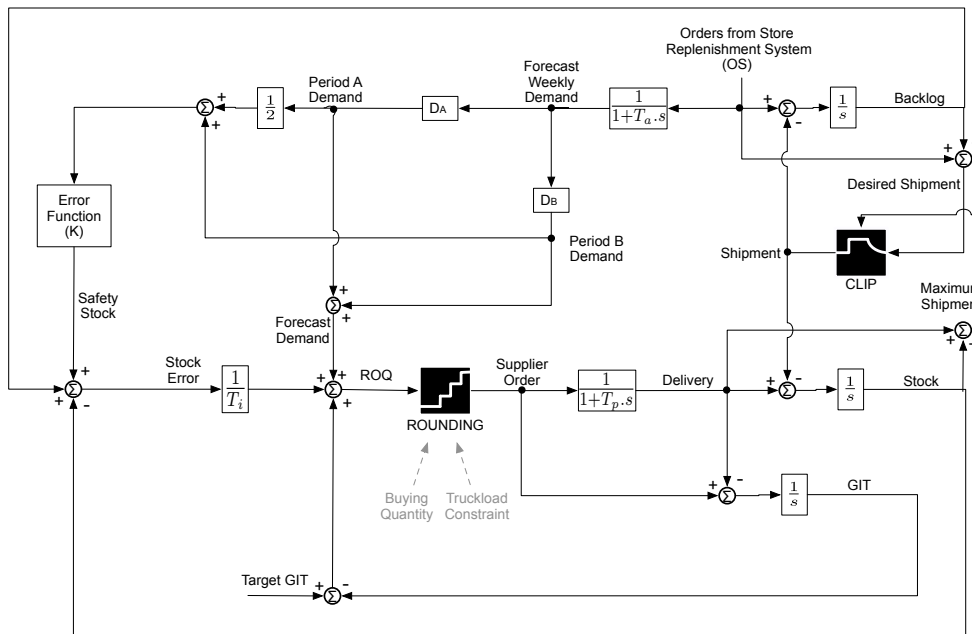 Orders from Store
Replenishment System
(OS)
Period A
Demand
Forecast
Weekly
Demand
+
+
Σ
1
2
DA
1
1+Ta.s
+
-
Σ
1
s
Backlog
+
+
Σ
Desired Shipment
Error
Function
(K)
DB
Period B
Demand
Shipment
CLIP
Safety
Stock
+
+
Σ
Forecast
Demand
Maximum
Shipment
+
-
Σ
Stock
Error
+
+
-
Σ
1
Ti
+
+
+
Σ
ROQ
ROUNDING
Supplier
Order
1
1+Tp.s
Delivery
+
-
Σ
1
s
Stock
Buying
Quantity
Truckload
Constraint
+
-
Σ
1
s
GIT
Target GIT
+
-
Σ